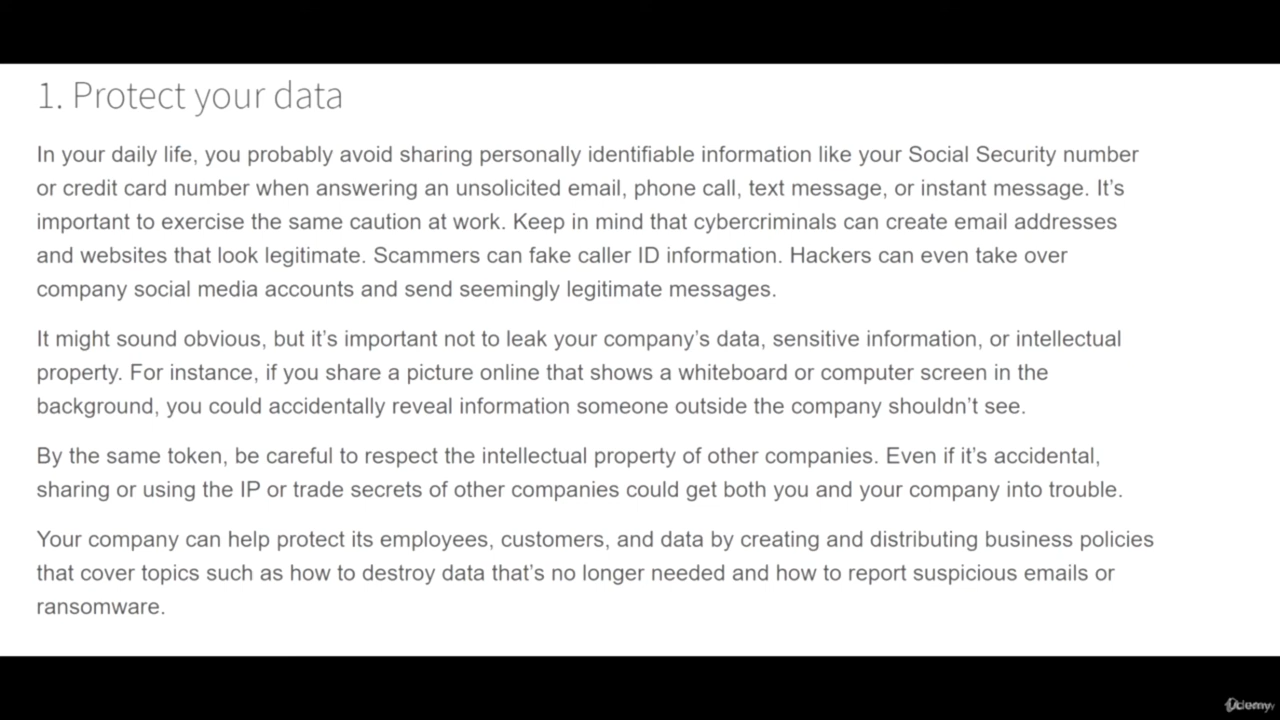 1. Protect your data
In your daily life, you probably avoid sharing personally identifiable information like your Social Security number
or credit card number when answering an unsolicited email, phone call, text message, or instant message. It’s
important to exercise the same caution at work. Keep in mind that cybercriminals can create email addresses
and websites that look legitimate. Scammers can fake caller ID information. Hackers can even take over
company social media accounts and send seemingly legitimate messages.
It might sound obvious, but it’s important not to leak your company’s data, sensitive information, or intellectual
property. For instance, if you share a picture online that shows a whiteboard or computer screen in the
background, you could accidentally reveal information someone outside the company shouldn’t see.
By the same token, be careful to respect the intellectual property of other companies. Even if it’s accidental,
sharing or using the IP or trade secrets of other companies could get both you and your company into trouble.
Your company can help protect its employees, customers, and data by creating and distributing business policies
that cover topics such as how to destroy data that’s no longer needed and how to report suspicious emails or
ransomware.
Udemy